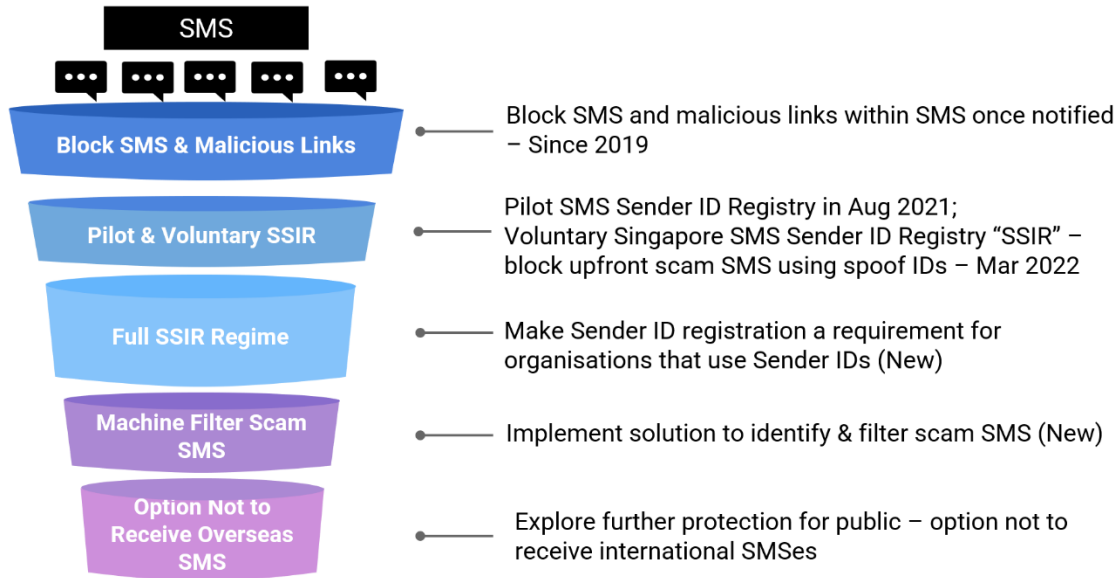 SMS
Block SMS & Malicious Links
Block SMS and malicious links within SMS once notified
– Since 2019
Pilot & Voluntary SSIR
Pilot SMS Sender ID Registry in Aug 2021;
Voluntary Singapore SMS Sender ID Registry “SSIR” –
block upfront scam SMS using spoof IDs – Mar 2022
Full SSIR Regime
Make Sender ID registration a requirement for
organisations that use Sender IDs (New)
Machine Filter Scam
SMS
Implement solution to identify & filter scam SMS (New)
Option Not to
Receive Overseas
SMS
Explore further protection for public – option not to
receive international SMSes